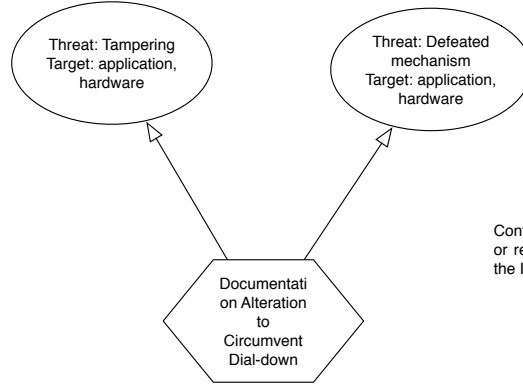 Threat: Tampering
Target: application,
hardware
Threat: Defeated
mechanism
Target: application,
hardware
Documentati
on Alteration
to
Circumvent
Dial-down
or re
the